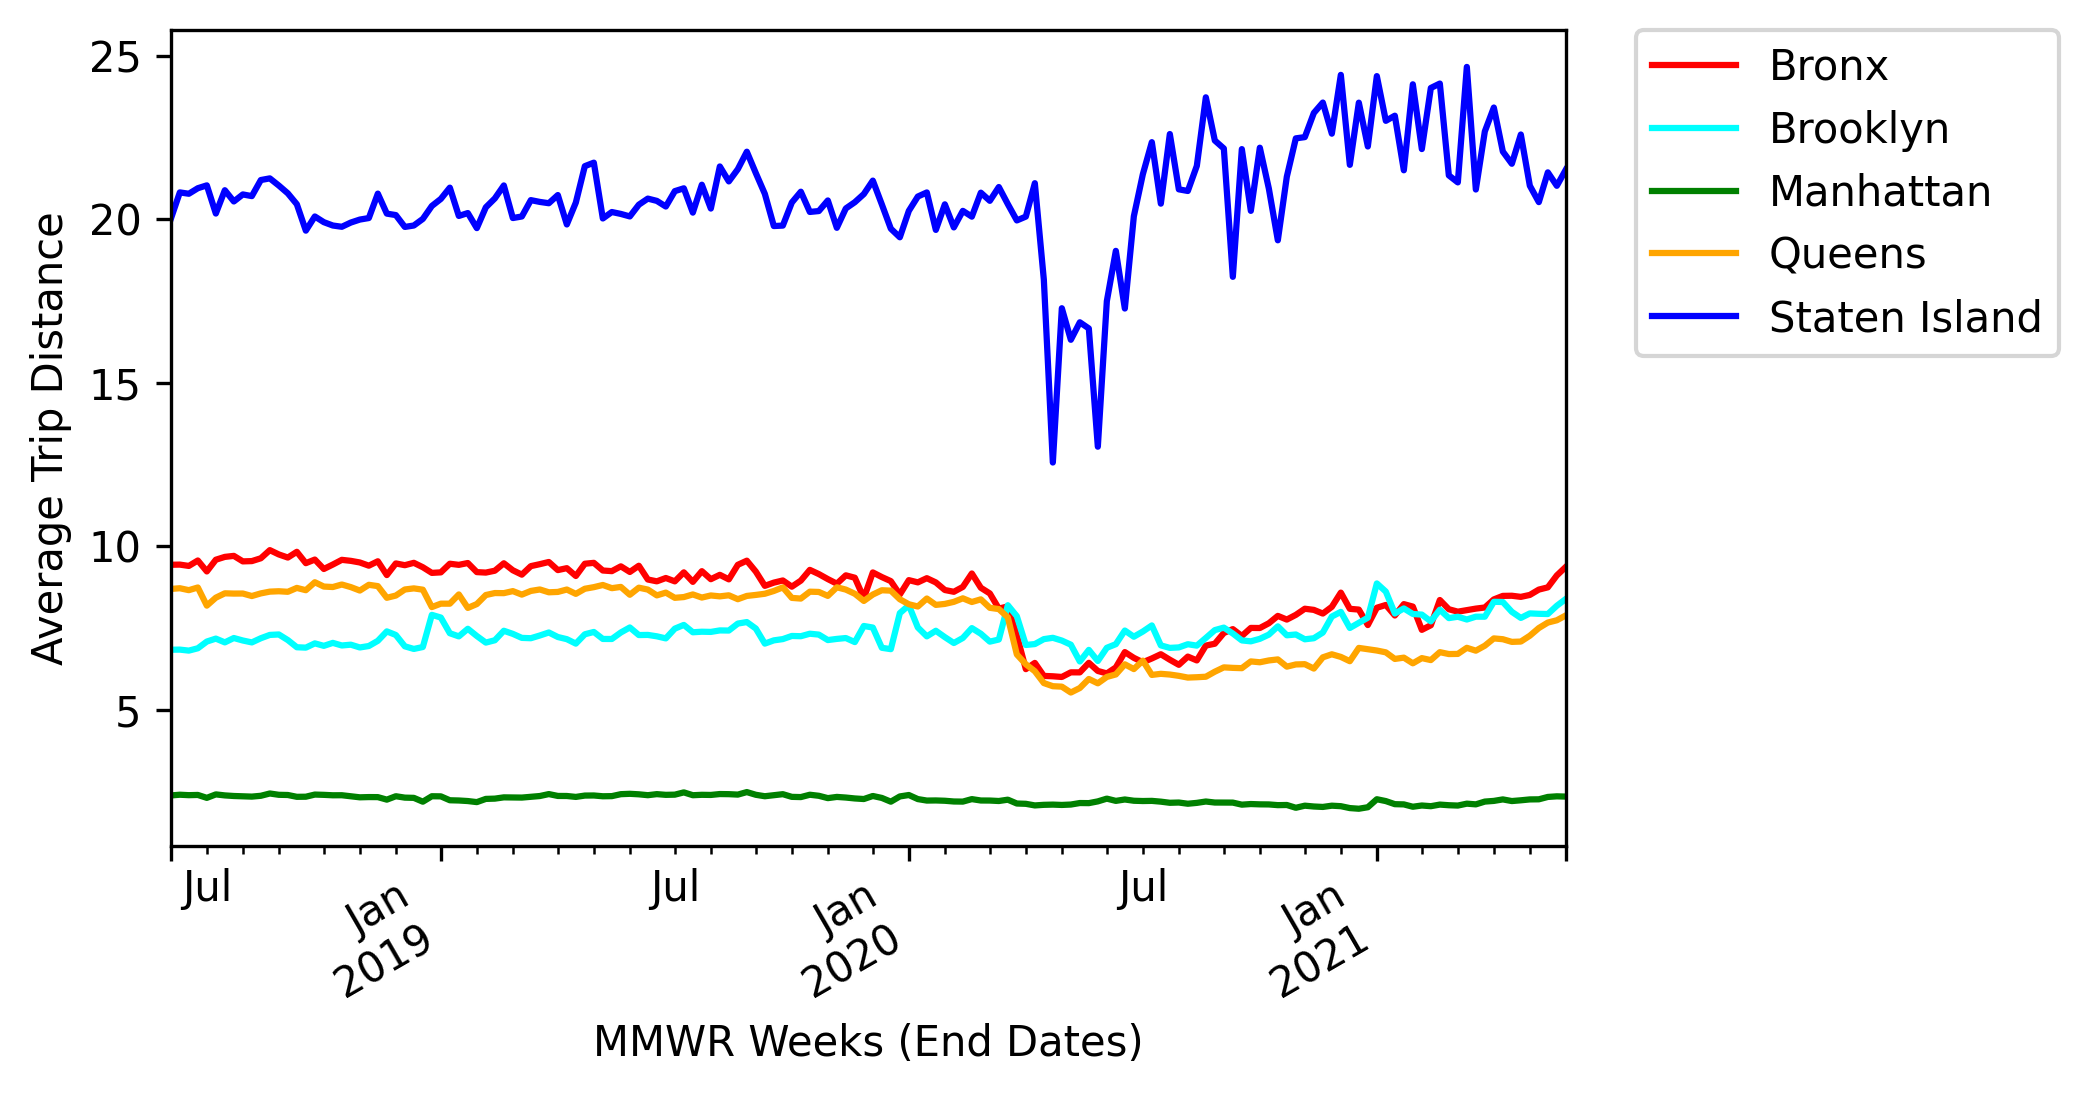 25
20
15
10
5
Average Trip Distance
Jul
Jan
2019
Jul
Jan
2020
Jul
Jan
2021
MMWR Weeks (End Dates)
Bronx
Brooklyn
Manhattan
Queens
Staten Island